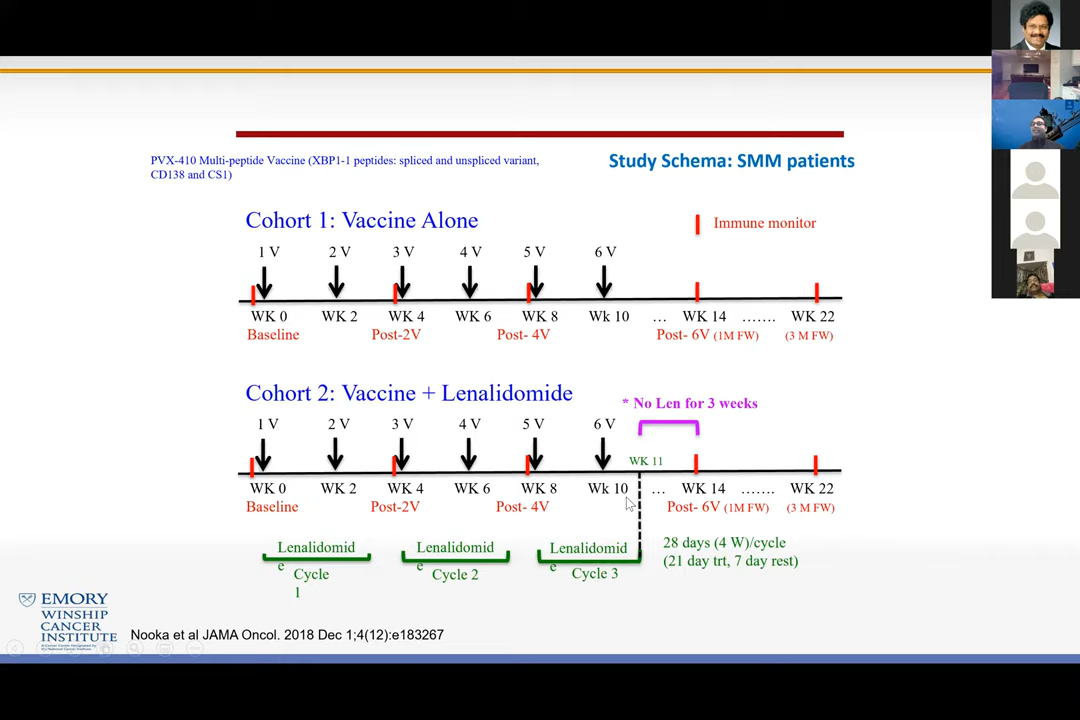 PVX-410 Multi-peptide Vaccine (XBP1-1 peptides: spliced and unspliced variant,
CD138 and CS1)
Study Schema: SMM patients
Cohort 1: Vaccine Alone
Immune monitor
1 V 2 V 3 V 4 V 5 V 6 V
WK 0 WK 2 WK 4 WK 6 WK 8 Wk 10 ... WK 14 ....... WK 22
Baseline Post-2V Post- 4V Post- 6V (1M FW) (3 M FW)
Cohort 2: Vaccine + Lenalidomide
* No Len for 3 weeks
1 V 2 V 3 V 4 V 5 V 6 V
WK 11
WK 0 WK 2 WK 4 WK 6 WK 8 Wk 10 ... WK 14 ....... WK 22
Baseline Post-2V Post- 4V Post- 6V (1M FW) (3 M FW)
Lenalidomid
e Cycle
1
Lenalidomid
e Cycle 2
Lenalidomid
e Cycle 3
28 days (4 W)/cycle
(21 day trt, 7 day rest)
EMORY
WINSHIP
CANCER
INSTITUTE
Nooka et al JAMA Oncol. 2018 Dec 1;4(12):e183267